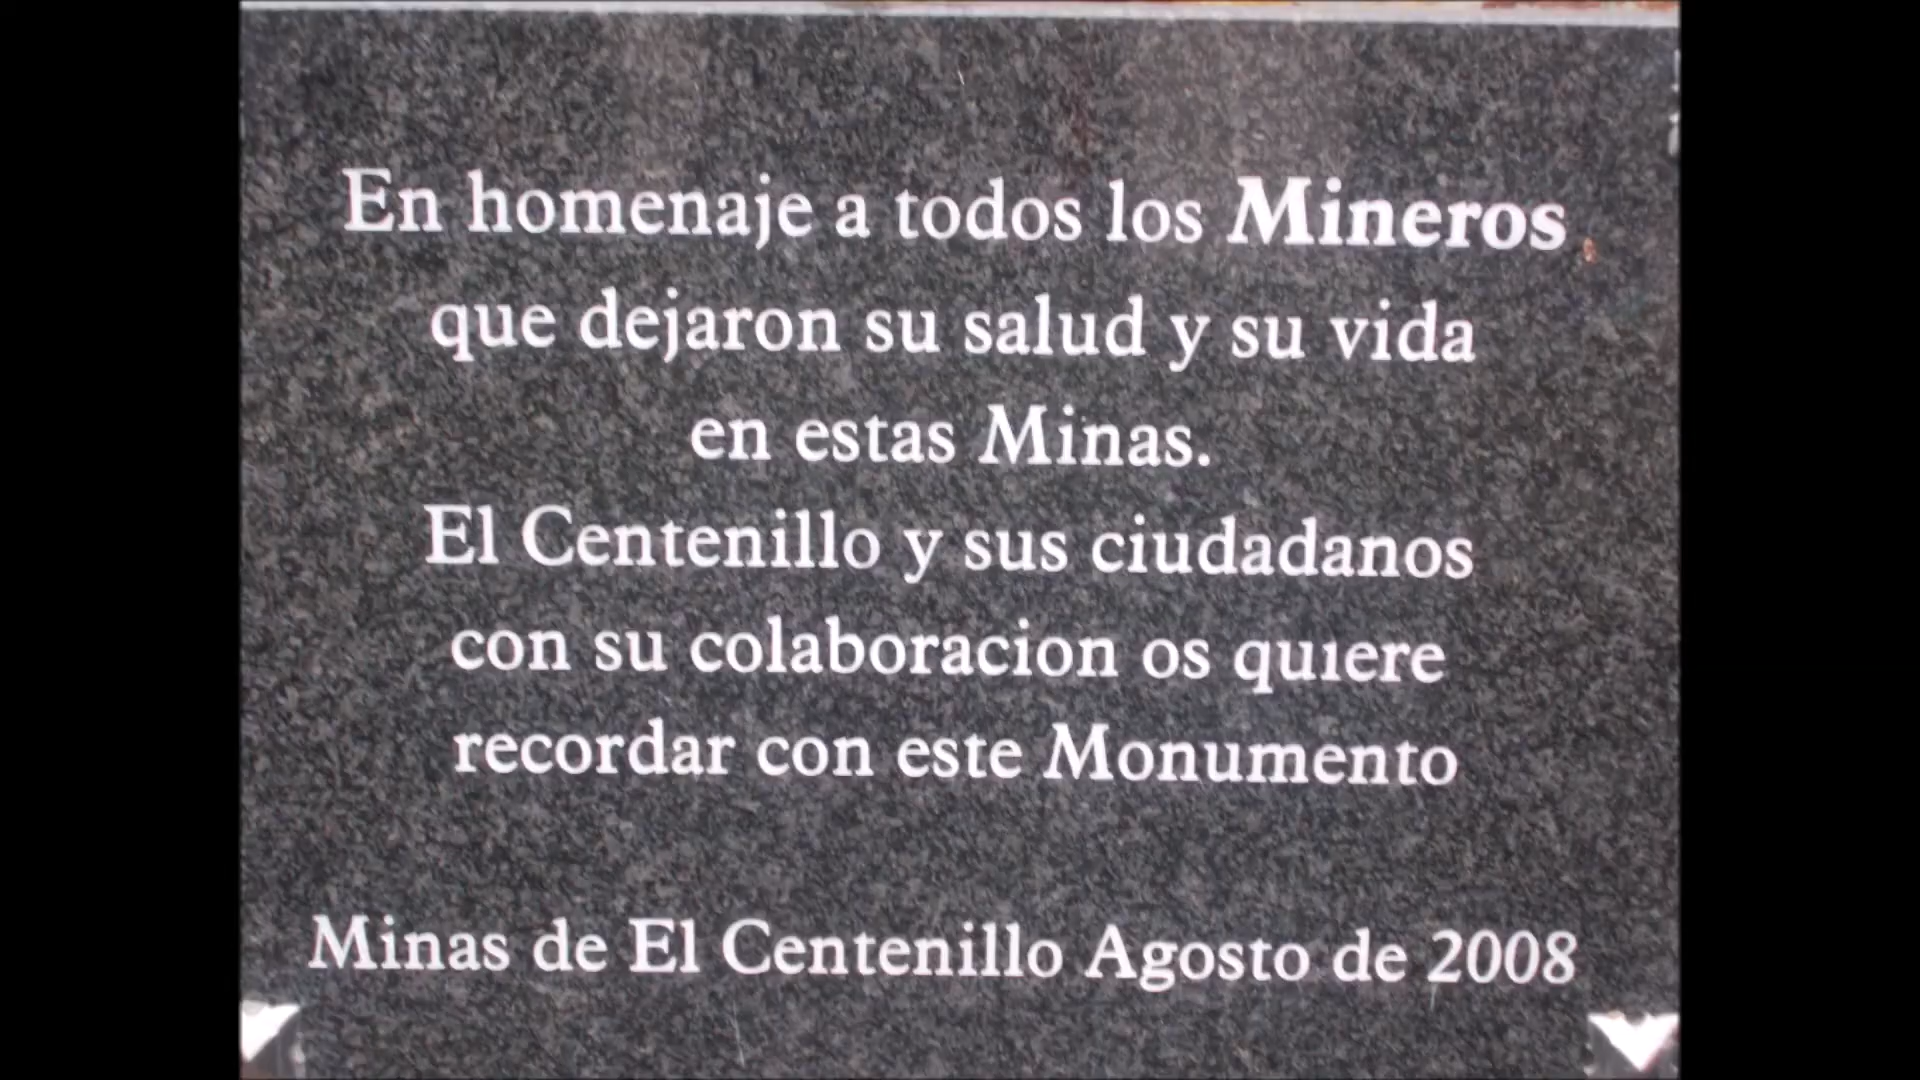 En homenaje a todos los Mineros
que dejaron su salud y su vida
en estas Minas.
El Centenillo y sus ciudadanos
con su colaboracion os quiere
recordar con este Monumento
Minas de El Centenillo Agosto de 2008